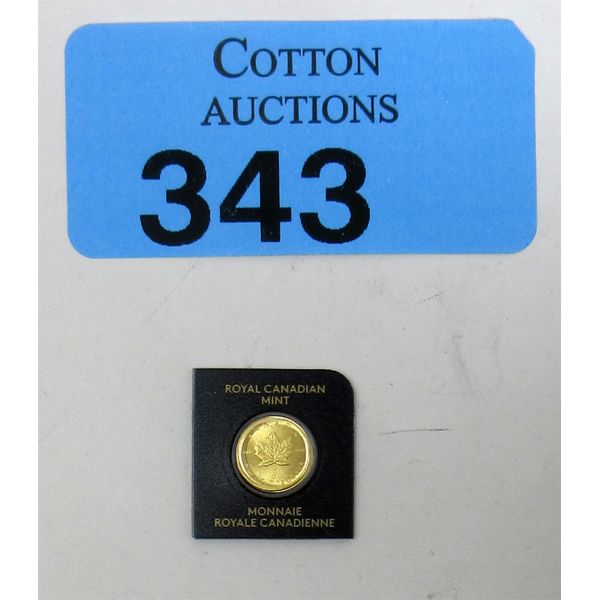 COTTON
AUCTIONS
343
ROYAL CANADIAN
MINT
MONNAIE
ROYALE CANADIENNE